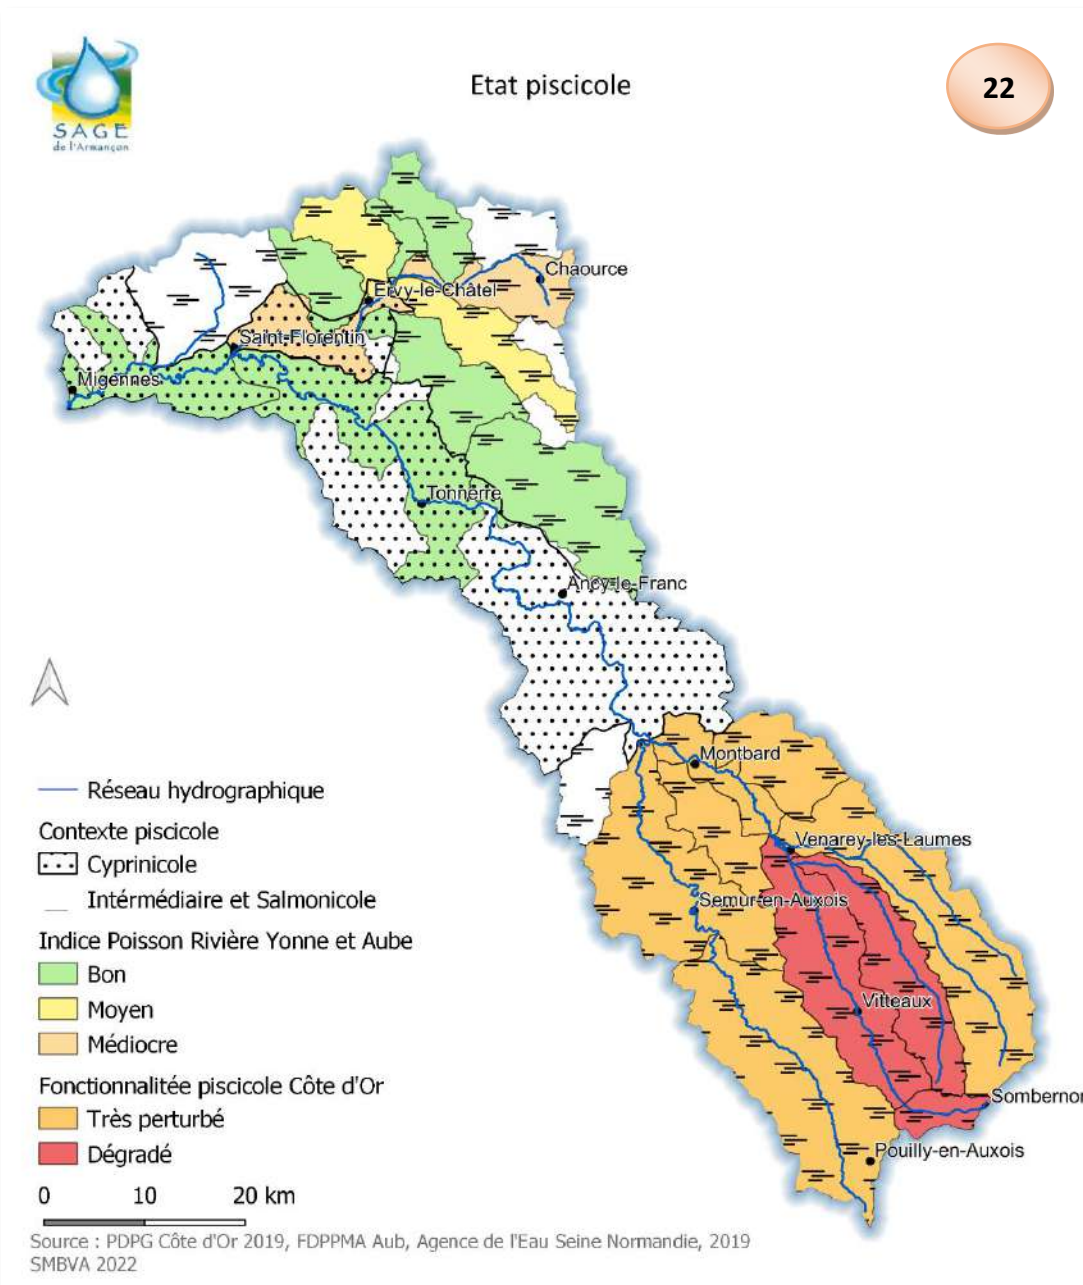 SAGE
de l'Armançon
Etat piscicole
22
Chaource
Ervy-le-Châtel
Saint-Florentin
Migennes
Tonnerre
Ancy-le-Franc
Montbard
Venarey-les-Laumes
Semur-en-Auxois
Vitteaux
Sombernon
Pouilly-en-Auxois
Réseau hydrographique
Contexte piscicole
Cyprinicole
Intérmédiaire et Salmonicole
Indice Poisson Rivière Yonne et Aube
Bon
Moyen
Médiocre
Fonctionnalitée piscicole Côte d'Or
Très perturbé
Dégradé
0 10 20 km
Source : PDPG Côte d'Or 2019, FDPPMA Aub, Agence de l'Eau Seine Normandie, 2019
SMBVA 2022